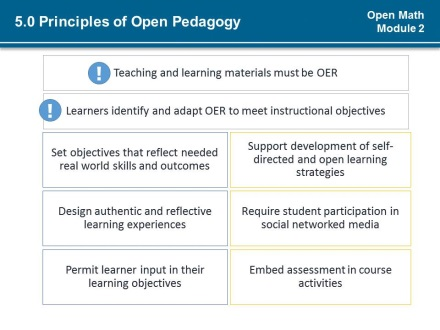 5.0 Principles of Open Pedagogy
Open Math
Module 2
! Teaching and learning materials must be OER
! Learners identify and adapt OER to meet instructional objectives
Set objectives that reflect needed
real world skills and outcomes
Support development of self-
directed and open learning
strategies
Design authentic and reflective
learning experiences
Require student participation in
social networked media
Permit learner input in their
learning objectives
Embed assessment in course
activities